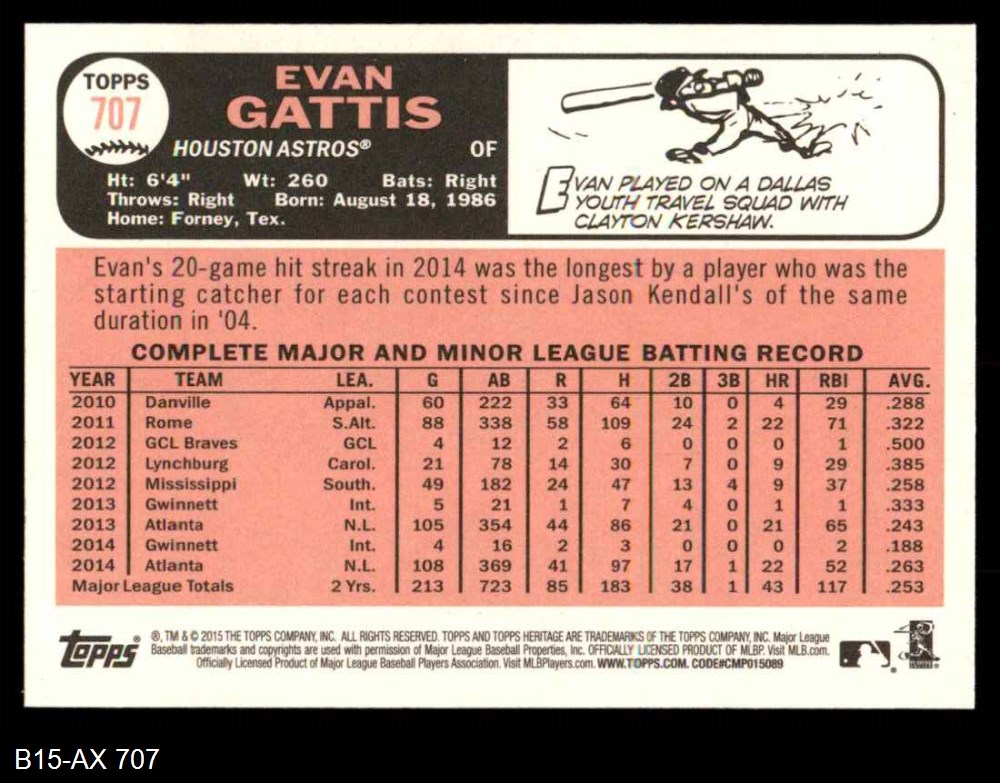 TOPPS
707
EVAN
GATTIS
HOUSTON ASTROS® OF
Ht: 6'4" Wt: 260 Bats: Right
Throws: Right Born: August 18, 1986
Home: Forney, Tex.
EVAN PLAYED ON A DALLAS
YOUTH TRAVEL SQUAD WITH
CLAYTON KERSHAW.
Evan's 20-game hit streak in 2014 was the longest by a player who was the
starting catcher for each contest since Jason Kendall's of the same
duration in '04.
COMPLETE MAJOR AND MINOR LEAGUE BATTING RECORD
YEAR TEAM LEA. G AB R H 2B 3B HR RBI AVG.
2010 Danville Appal. 60 222 33 64 10 0 4 29 .288
2011 Rome S.Atl. 88 338 58 109 24 2 22 71 .322
2012 GCL Braves GCL 4 12 2 6 0 0 0 1 .500
2012 Lynchburg Carol. 21 78 14 30 7 0 9 29 .385
2012 Mississippi South. 49 182 24 47 13 4 9 37 .258
2013 Gwinnett Int. 5 21 1 7 4 0 1 1 .333
2013 Atlanta N.L. 105 354 44 86 21 0 21 65 .243
2014 Gwinnett Int. 4 16 2 3 0 0 0 2 .188
2014 Atlanta N.L. 108 369 41 97 17 1 22 52 .263
Major League Totals 2 Yrs. 213 723 85 183 38 1 43 117 .253
Topps®
®, TM & © 2015 THE TOPPS COMPANY, INC. ALL RIGHTS RESERVED. TOPPS AND TOPPS HERITAGE ARE TRADEMARKS OF THE TOPPS COMPANY, INC. Major League
Baseball trademarks and copyrights are used with permission of Major League Baseball Properties, Inc. OFFICIALLY LICENSED PRODUCT OF MLBP. Visit MLB.com.
Officially Licensed Product of Major League Baseball Players Association. Visit MLBPlayers.com. WWW.TOPPS.COM. CODE#CMP015089
B15-AX 707